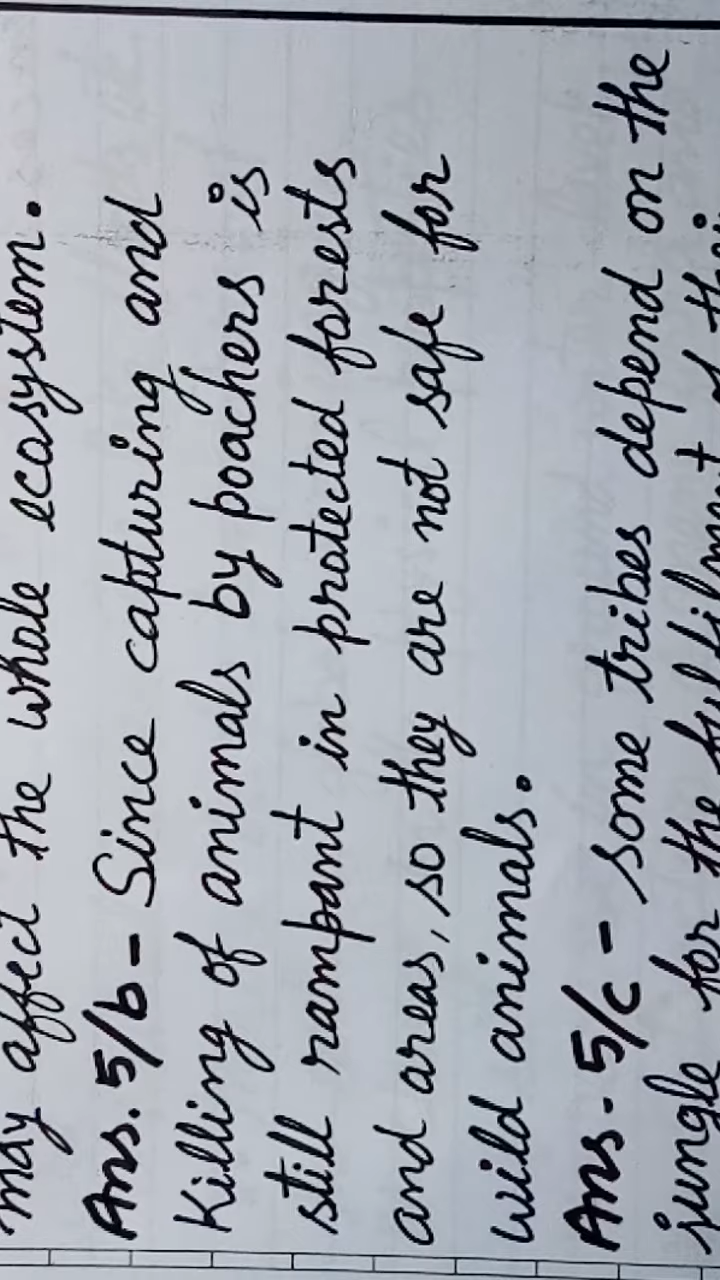 may affect the whole ecosystem.
Ans. 5/b - Since capturing and
Killing of animals by poachers is
still rampant in protected forests
and areas, so they are not safe for
wild animals.
Ans - 5/c - some tribes depend on the
jungle for the fulfilment of